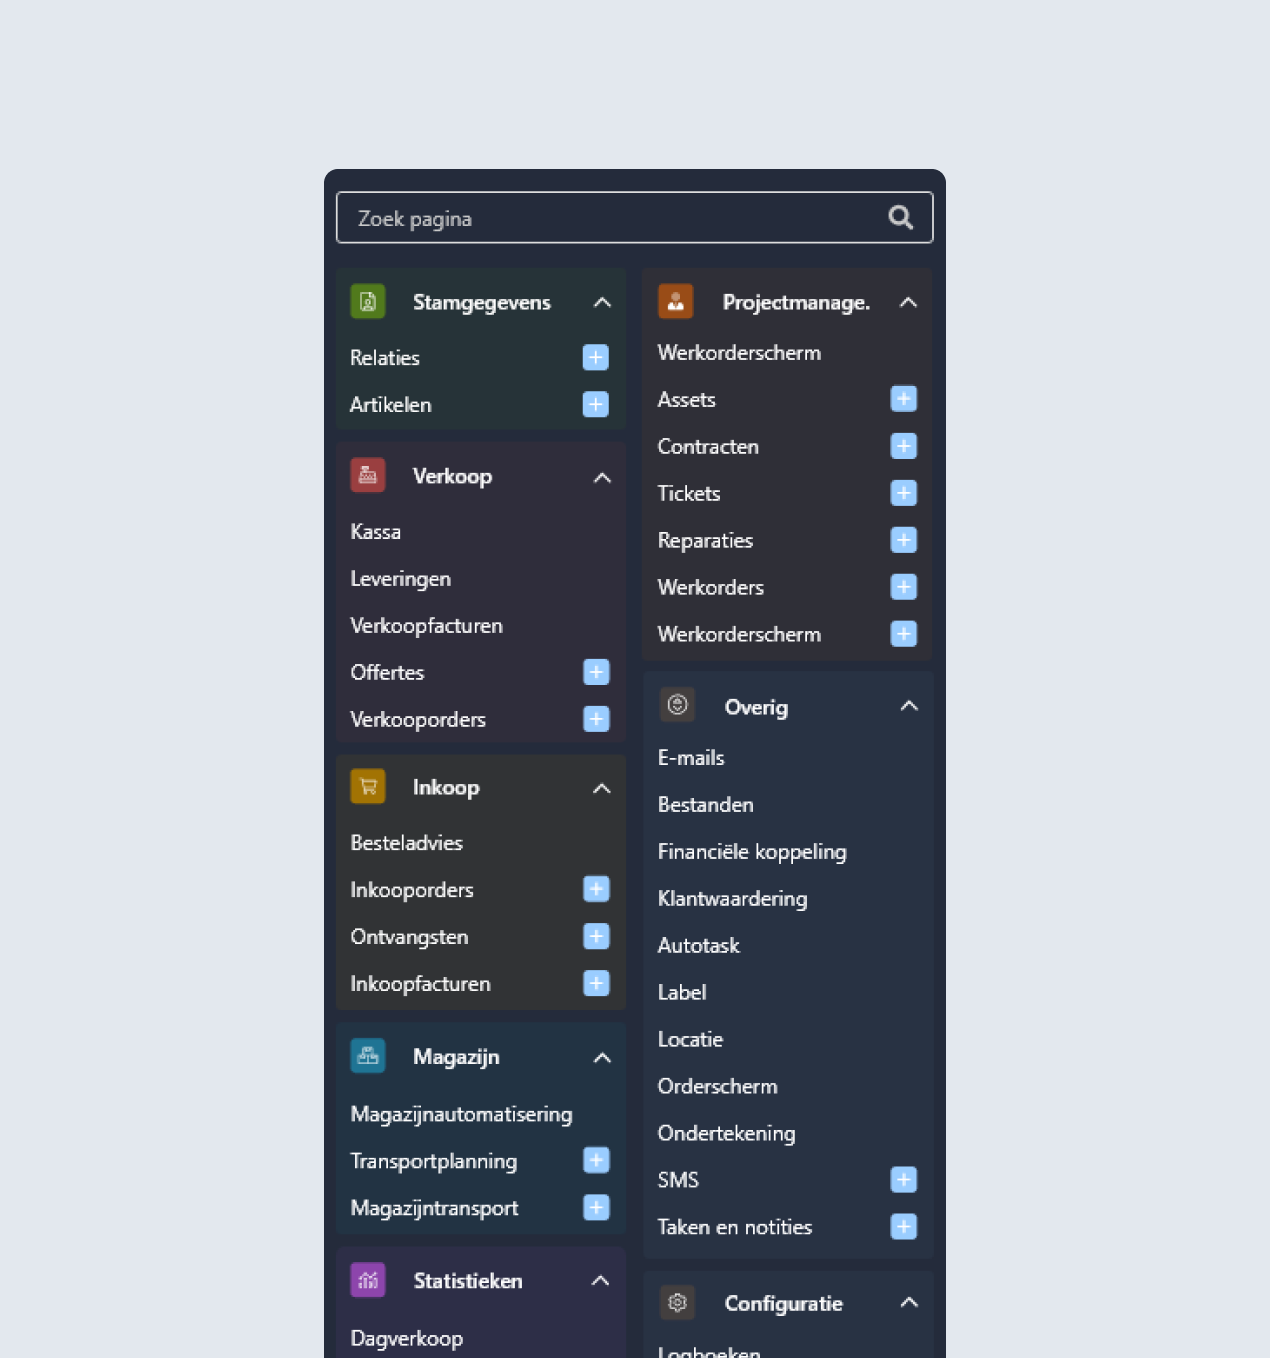 Zoek pagina
Stamgegevens
Relaties
Artikelen
Verkoop
Kassa
Leveringen
Verkoopfacturen
Offertes
Verkooporders
Inkoop
Besteladvies
Inkooporders
Ontvangsten
Inkoopfacturen
Magazijn
Magazijnautomatisering
Transportplanning
Magazijntransport
Statistieken
Dagverkoop
Projectmanage.
Werkorderscherm
Assets
Contracten
Tickets
Reparaties
Werkorders
Werkorderscherm
Overig
E-mails
Bestanden
Financiële koppeling
Klantwaardering
Autotask
Label
Locatie
Orderscherm
Ondertekening
SMS
Taken en notities
Configuratie
Logboeken